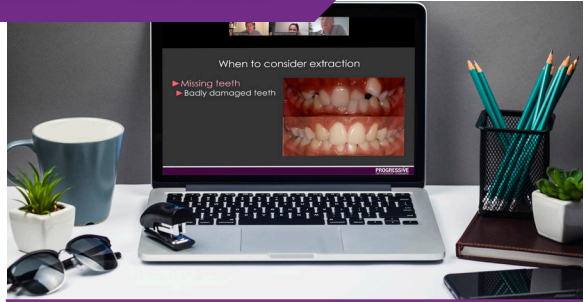 When to consider extraction
▶Missing teeth
▶Badly damaged teeth
PROGRESSIVE